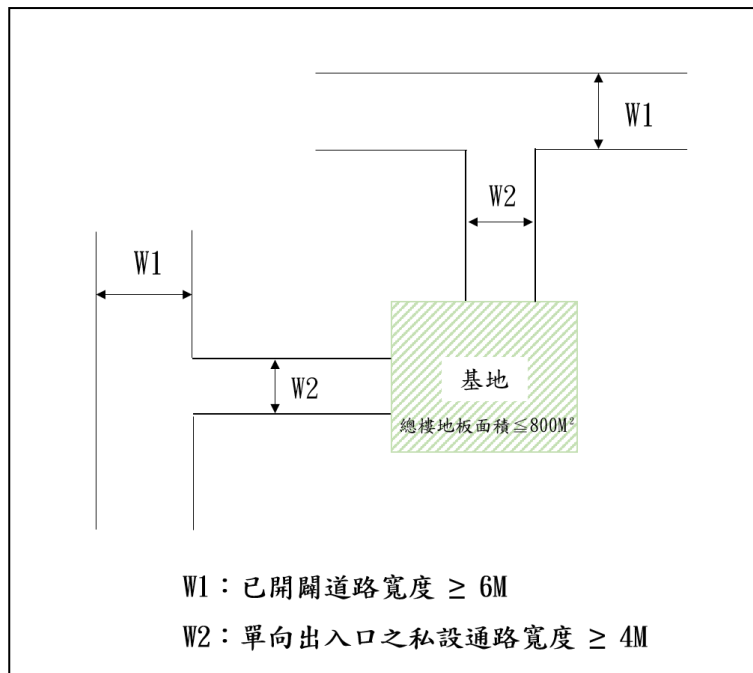 W1
W2
W1
W2
基地
總樓地板面積≦800M²
W1：已開闢道路寬度 ≥ 6M
W2：單向出入口之私設通路寬度 ≥ 4M